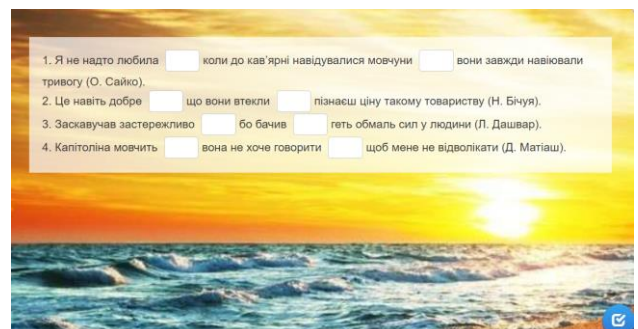 1. Я не надто любила коли до кав'ярні навідувалися мовчуни вони завжди навіювали
тривогу (О. Сайко).
2. Це навіть добре що вони втекли пізнаєш ціну такому товариству (Н. Бічуя).
3. Заскавучав застережливо бо бачив геть обмаль сил у людини (Л. Дашвар).
4. Капітоліна мовчить вона не хоче говорити щоб мене не відволікати (Д. Матіаш).